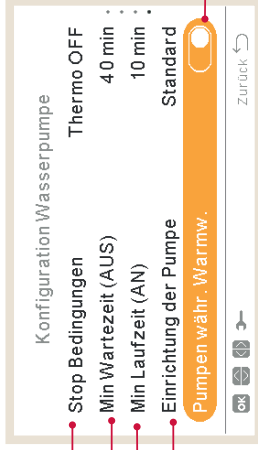 Konfiguration Wasserpumpe
Stop Bedingungen Thermo OFF
Min Wartezeit (AUS) 40 min
Min Laufzeit (AN) 10 min
Einrichtung der Pumpe Standard
Pumpen währ. Warmw.
OK Zurück